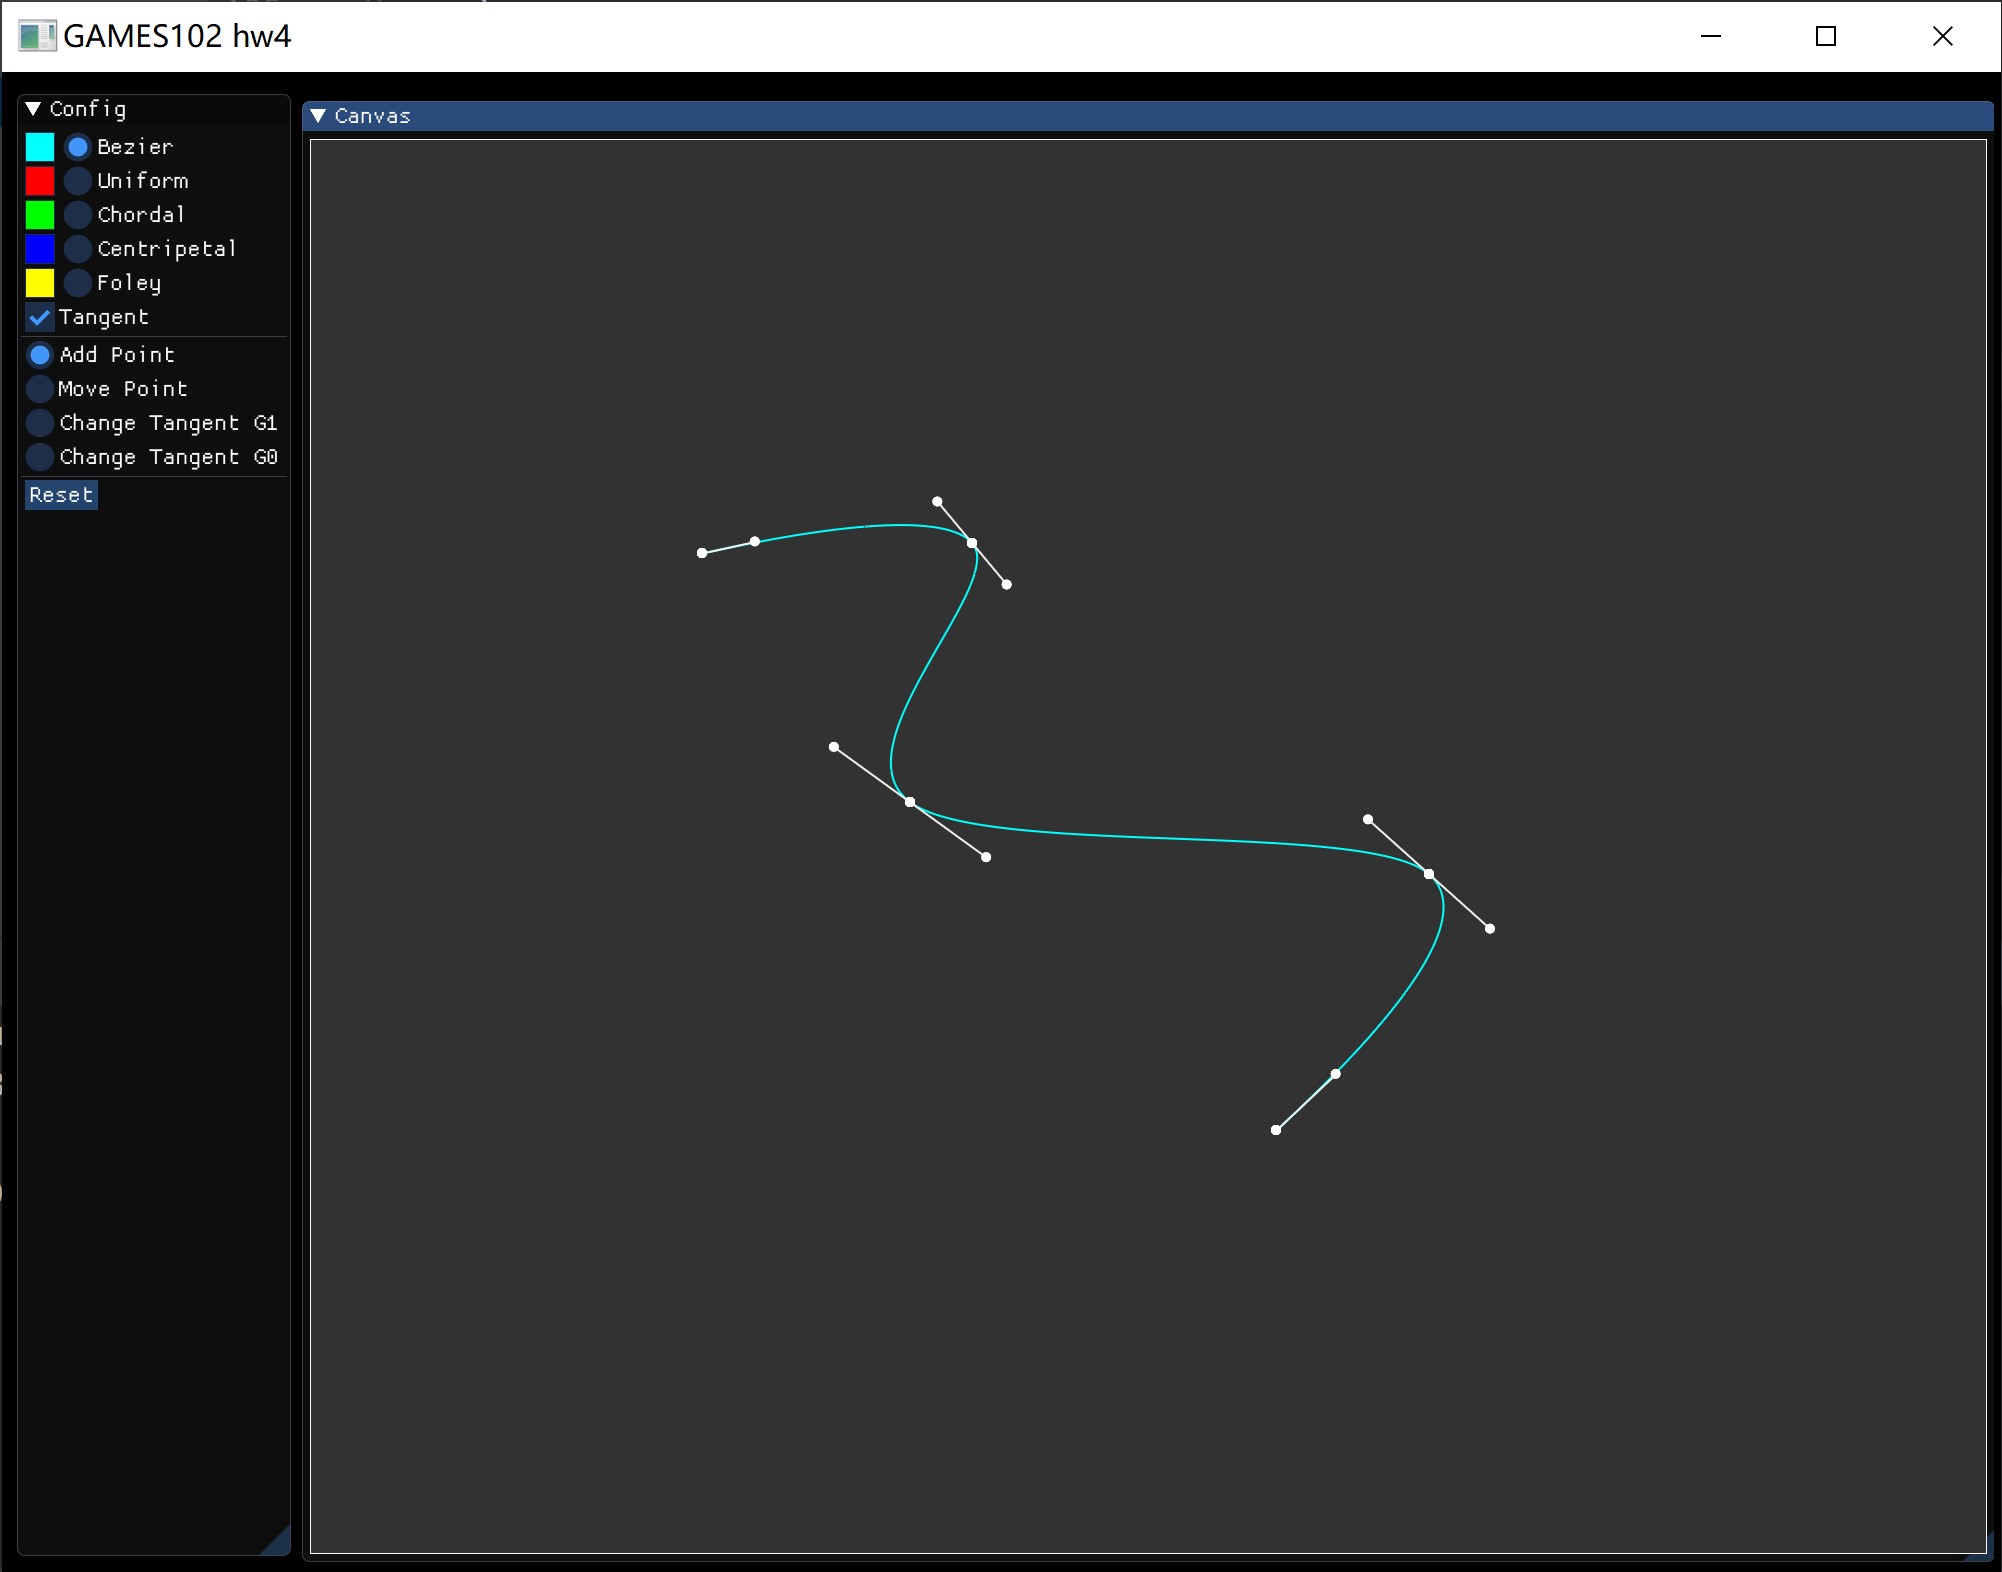 GAMES102 hw4
Config
Bezier
Uniform
Chordal
Centripetal
Foley
Tangent
Add Point
Move Point
Change Tangent G1
Change Tangent G0
Reset
Canvas